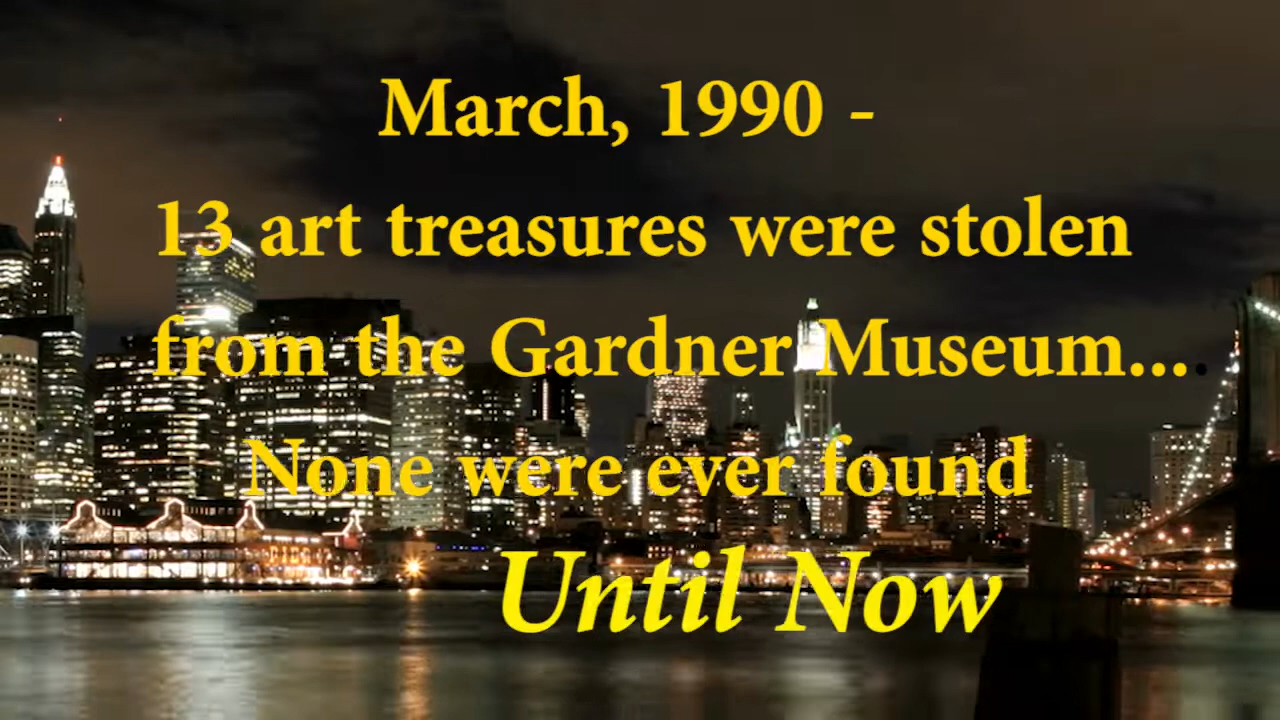 March, 1990 -
13 art treasures were stolen
from the Gardner Museum...
None were ever found
Until Now